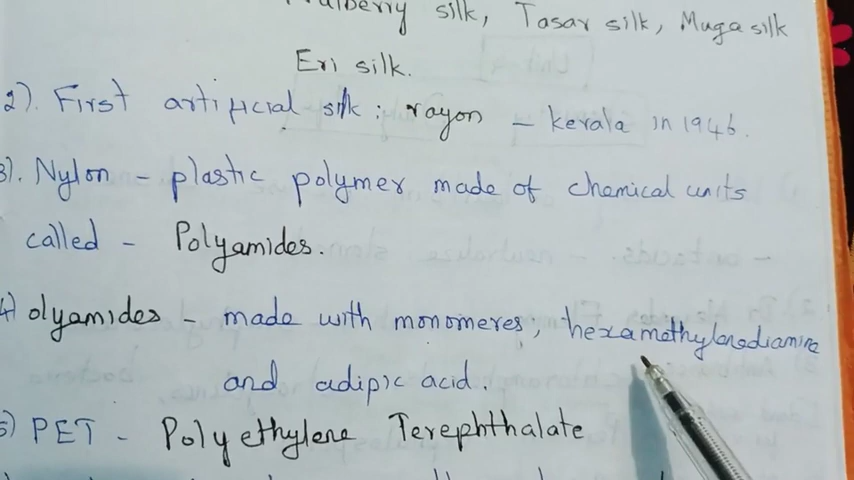 Mulberry silk, Tasar silk, Muga silk
Eri silk.
2). First artificial silk : rayon – kerala in 1946.
3). Nylon – plastic polymer made of chemical units
called – Polyamides.
4) olyamides – made with monomeres; hexamethylenediamine
and adipic acid.
5) PET – Polyethylene Terephthalate